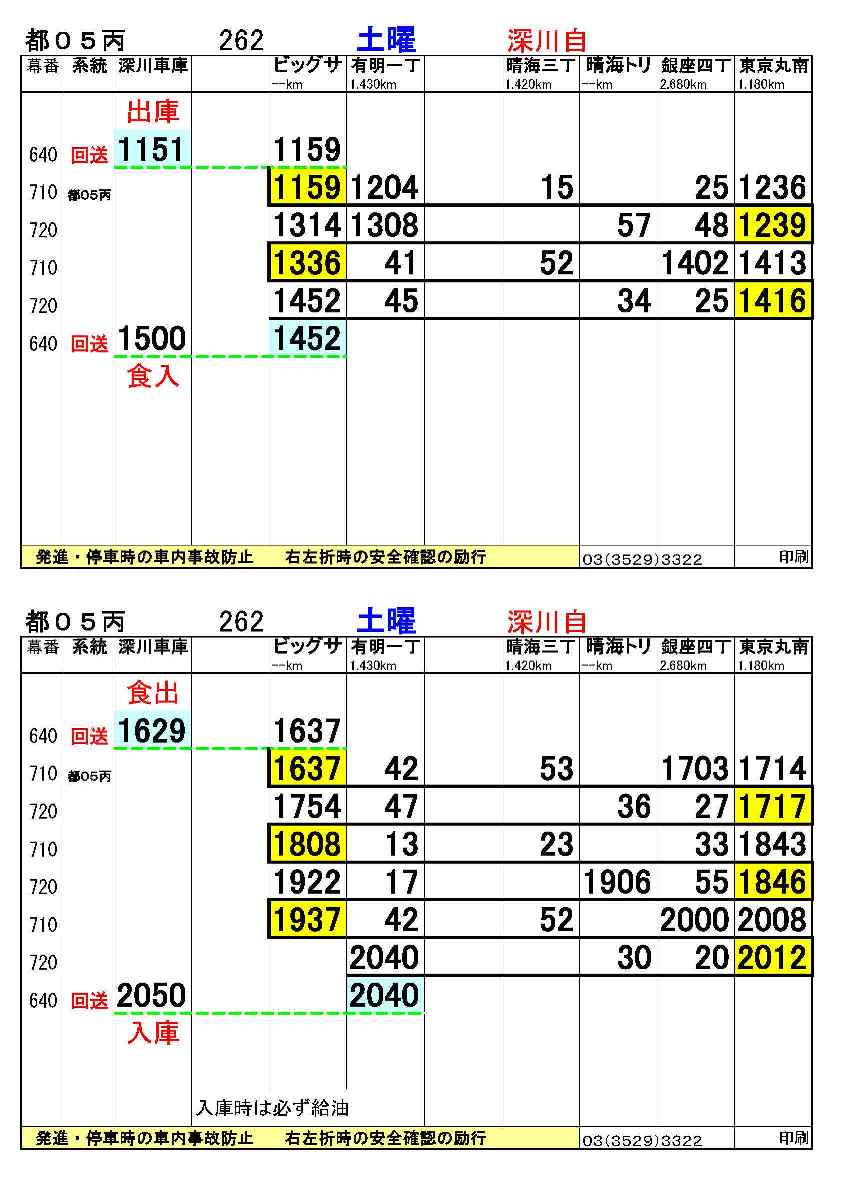 都０５丙 262 土曜 深川自
幕番 系統 深川車庫 ビッグサ 有明一丁 晴海三丁 晴海トリ 銀座四丁 東京丸南
--km 1.430km 1.420km --km 2.680km 1.180km
出庫
640 回送 1151 1159
710 都05丙 1159 1204 15 25 1236
720 1314 1308 57 48 1239
710 1336 41 52 1402 1413
720 1452 45 34 25 1416
640 回送 1500 1452
食入
発進・停車時の車内事故防止 右左折時の安全確認の励行 03(3529)3322 印刷
都０５丙 262 土曜 深川自
幕番 系統 深川車庫 ビッグサ 有明一丁 晴海三丁 晴海トリ 銀座四丁 東京丸南
--km 1.430km 1.420km --km 2.680km 1.180km
食出
640 回送 1629 1637
710 都05丙 1637 42 53 1703 1714
720 1754 47 36 27 1717
710 1808 13 23 33 1843
720 1922 17 1906 55 1846
710 1937 42 52 2000 2008
720 2040 30 20 2012
640 回送 2050 2040
入庫
入庫時は必ず給油
発進・停車時の車内事故防止 右左折時の安全確認の励行 03(3529)3322 印刷